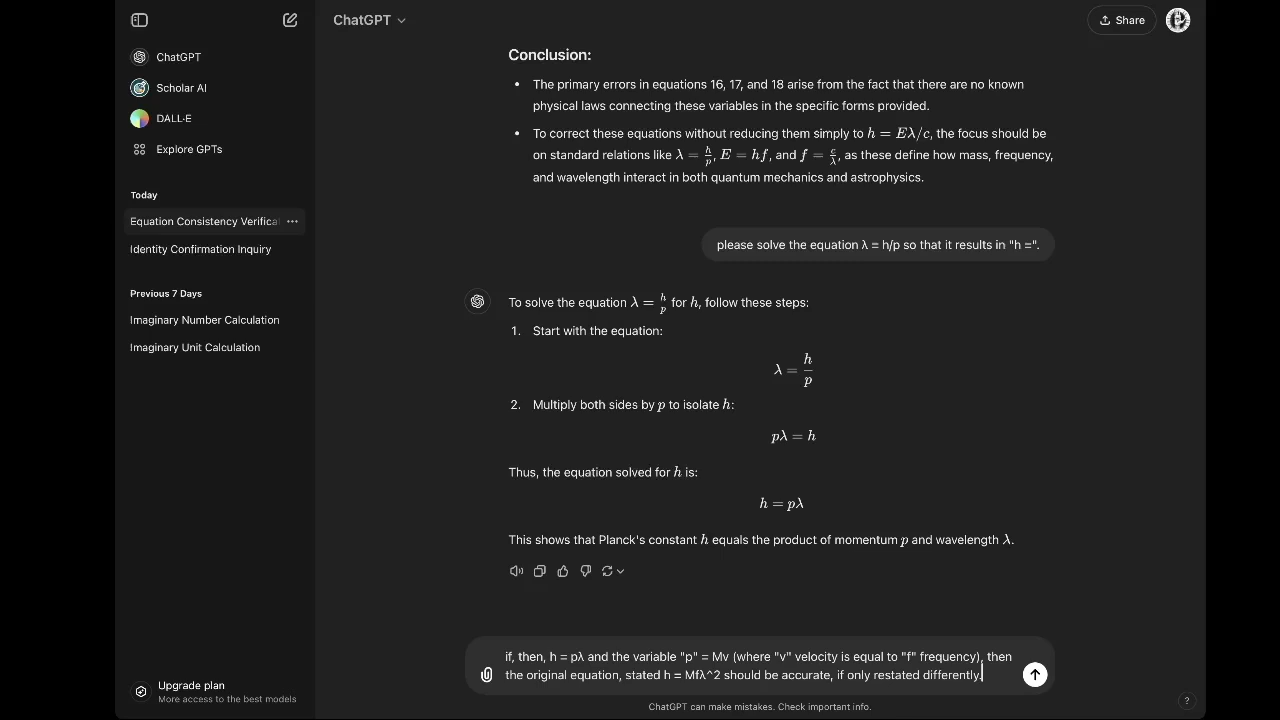 ChatGPT
Share
ChatGPT
Scholar AI
DALL·E
Explore GPTs
Today
Equation Consistency Verifica
Identity Confirmation Inquiry
Previous 7 Days
Imaginary Number Calculation
Imaginary Unit Calculation
Upgrade plan
More access to the best models
Conclusion:
• The primary errors in equations 16, 17, and 18 arise from the fact that there are no known
physical laws connecting these variables in the specific forms provided.
• To correct these equations without reducing them simply to h = Eλ/c, the focus should be
on standard relations like λ = h/p, E = hf, and f = c/λ, as these define how mass, frequency,
and wavelength interact in both quantum mechanics and astrophysics.
please solve the equation λ = h/p so that it results in "h =".
To solve the equation λ = h/p for h, follow these steps:
1. Start with the equation:
λ = h/p
2. Multiply both sides by p to isolate h:
pλ = h
Thus, the equation solved for h is:
h = pλ
This shows that Planck's constant h equals the product of momentum p and wavelength λ.
if, then, h = pλ and the variable "p" = Mv (where "v" velocity is equal to "f" frequency), then
the original equation, stated h = Mfλ^2 should be accurate, if only restated differently.
ChatGPT can make mistakes. Check important info.
?